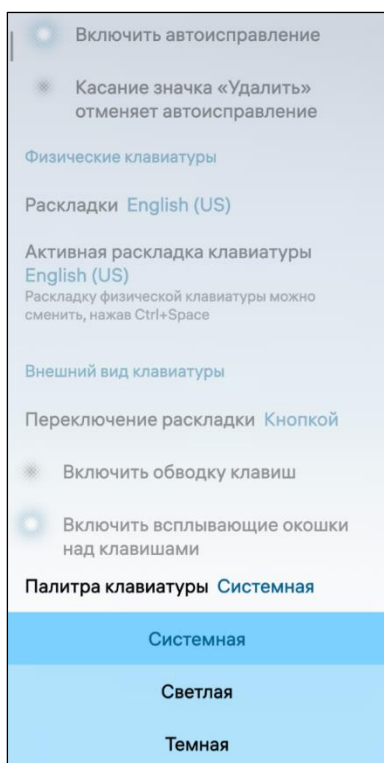 Включить автоисправление
Касание значка «Удалить»
отменяет автоисправление
Физические клавиатуры
Раскладки English (US)
Активная раскладка клавиатуры
English (US)
Раскладку физической клавиатуры можно
сменить, нажав Ctrl+Space
Внешний вид клавиатуры
Переключение раскладки Кнопкой
Включить обводку клавиш
Включить всплывающие окошки
над клавишами
Палитра клавиатуры Системная
Системная
Светлая
Темная